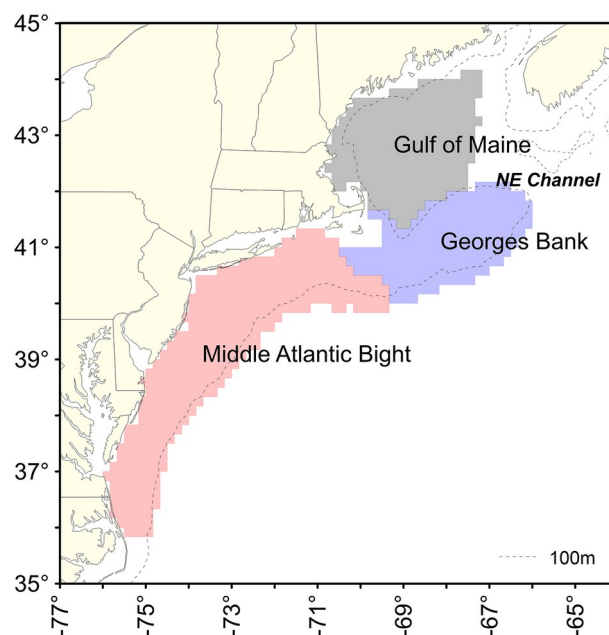 45°
43°
Gulf of Maine
NE Channel
41°
Georges Bank
39°
Middle Atlantic Bight
37°
100m
35°
-77°
-75°
-73°
-71°
-69°
-67°
-65°